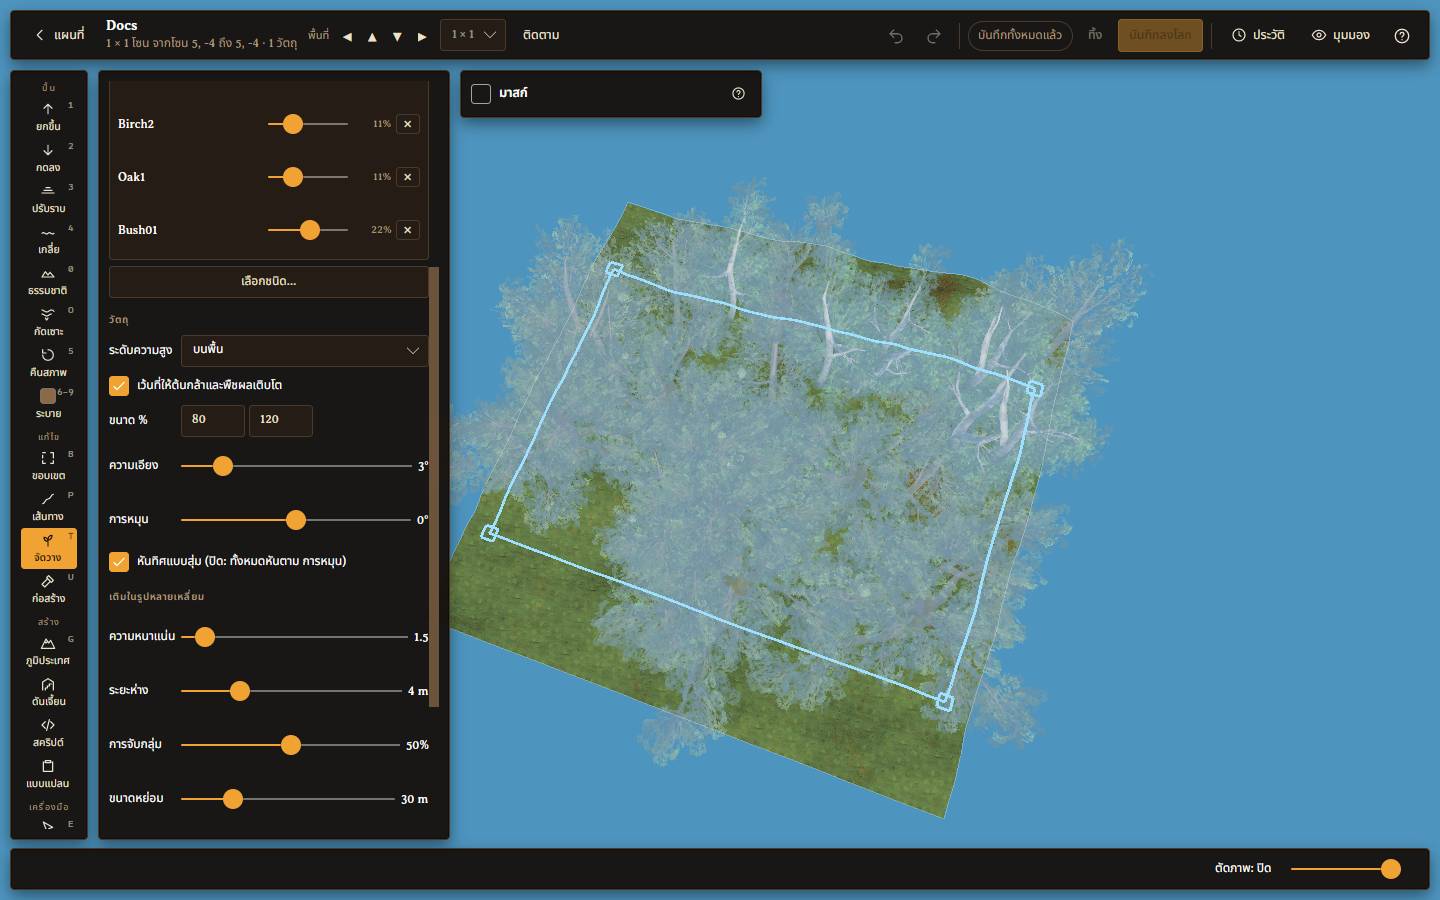 แผนที่
Docs
1 × 1 โซน จากโซน 5, -4 ถึง 5, -4 · 1 วัตถุ
พื้นที่
◀ ▲ ▼ ▶
1 × 1
ติดตาม
บันทึกทั้งหมดแล้ว
ทิ้ง
บันทึกลงโลก
ประวัติ
มุมมอง
ปั้น
1
ยกขึ้น
2
กดลง
3
ปรับราบ
4
เกลี่ย
0
ธรรมชาติ
O
กัดเซาะ
5
คืนสภาพ
6–9
ระบาย
แก้ไข
B
ขอบเขต
P
เส้นทาง
T
จัดวาง
U
ก่อสร้าง
สร้าง
G
ภูมิประเทศ
ดันเจี้ยน
สคริปต์
แบบแปลน
เครื่องมือ
E
Birch2
11%
Oak1
11%
Bush01
22%
เลือกชนิด...
วัตถุ
ระดับความสูง
บนพื้น
เว้นที่ให้ต้นกล้าและพืชผลเติบโต
ขนาด %
80
120
ความเอียง
3°
การหมุน
0°
หันทิศแบบสุ่ม (ปิด: ทั้งหมดหันตาม การหมุน)
เติมในรูปหลายเหลี่ยม
ความหนาแน่น
1.5
ระยะห่าง
4 m
การจับกลุ่ม
50%
ขนาดหย่อม
30 m
มาสก์
ตัดภาพ: ปิด